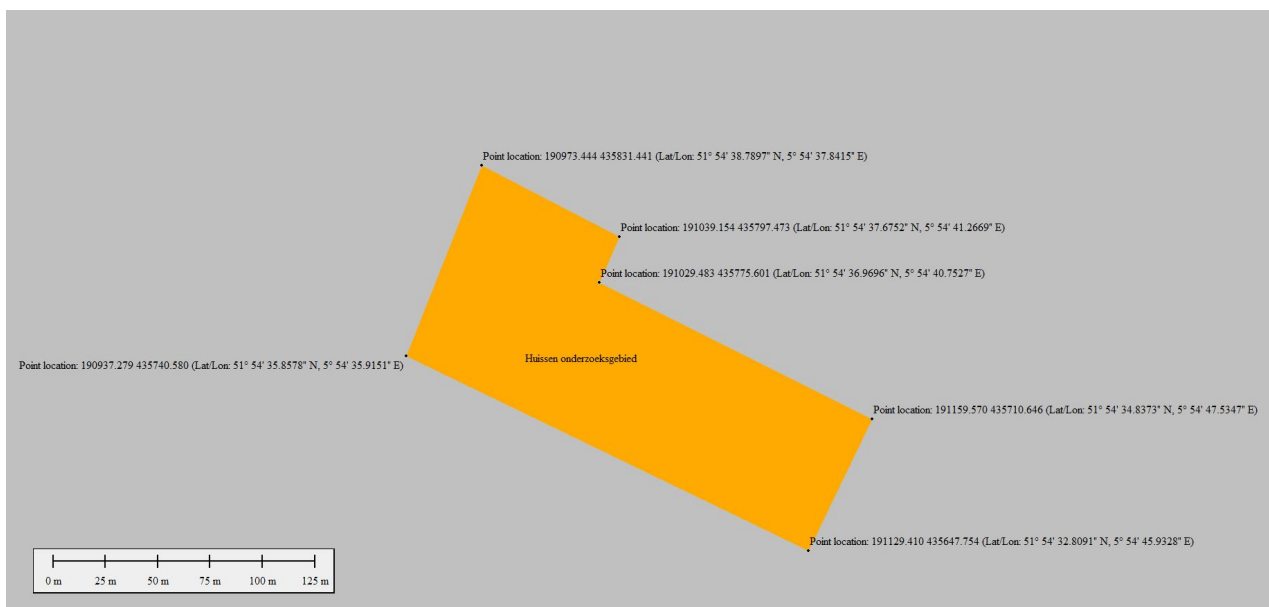 Point location: 190973.444 435831.441 (Lat/Lon: 51° 54' 38.7897" N, 5° 54' 37.8415" E)
Point location: 191039.154 435797.473 (Lat/Lon: 51° 54' 37.6752" N, 5° 54' 41.2669" E)
Point location: 191029.483 435775.601 (Lat/Lon: 51° 54' 36.9696" N, 5° 54' 40.7527" E)
Huissen onderzoeksgebied
Point location: 190937.279 435740.580 (Lat/Lon: 51° 54' 35.8578" N, 5° 54' 35.9151" E)
Point location: 191159.570 435710.646 (Lat/Lon: 51° 54' 34.8373" N, 5° 54' 47.5347" E)
Point location: 191129.410 435647.754 (Lat/Lon: 51° 54' 32.8091" N, 5° 54' 45.9328" E)
0 m 25 m 50 m 75 m 100 m 125 m